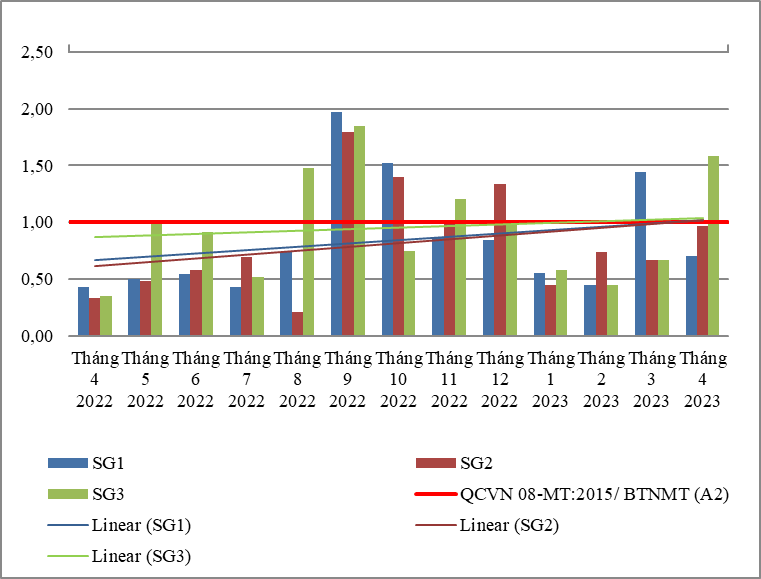 2,50
2,00
1,50
1,00
0,50
0,00
Tháng Tháng Tháng Tháng Tháng Tháng Tháng Tháng Tháng Tháng Tháng Tháng Tháng
4 5 6 7 8 9 10 11 12 1 2 3 4
2022 2022 2022 2022 2022 2022 2022 2022 2022 2023 2023 2023 2023
SG1 SG2
SG3 QCVN 08-MT:2015/ BTNMT (A2)
Linear (SG1) Linear (SG2)
Linear (SG3)